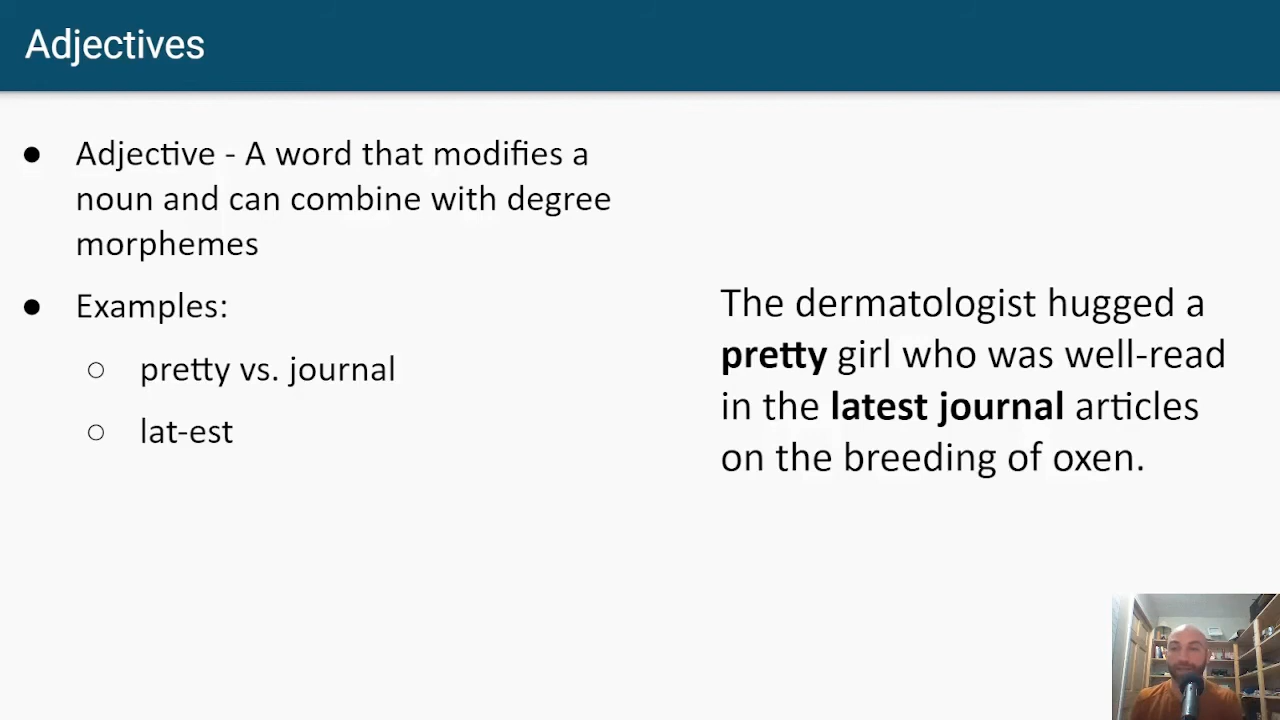 Adjectives
● Adjective - A word that modifies a
noun and can combine with degree
morphemes
● Examples:
○ pretty vs. journal
○ lat-est
The dermatologist hugged a
pretty girl who was well-read
in the latest journal articles
on the breeding of oxen.